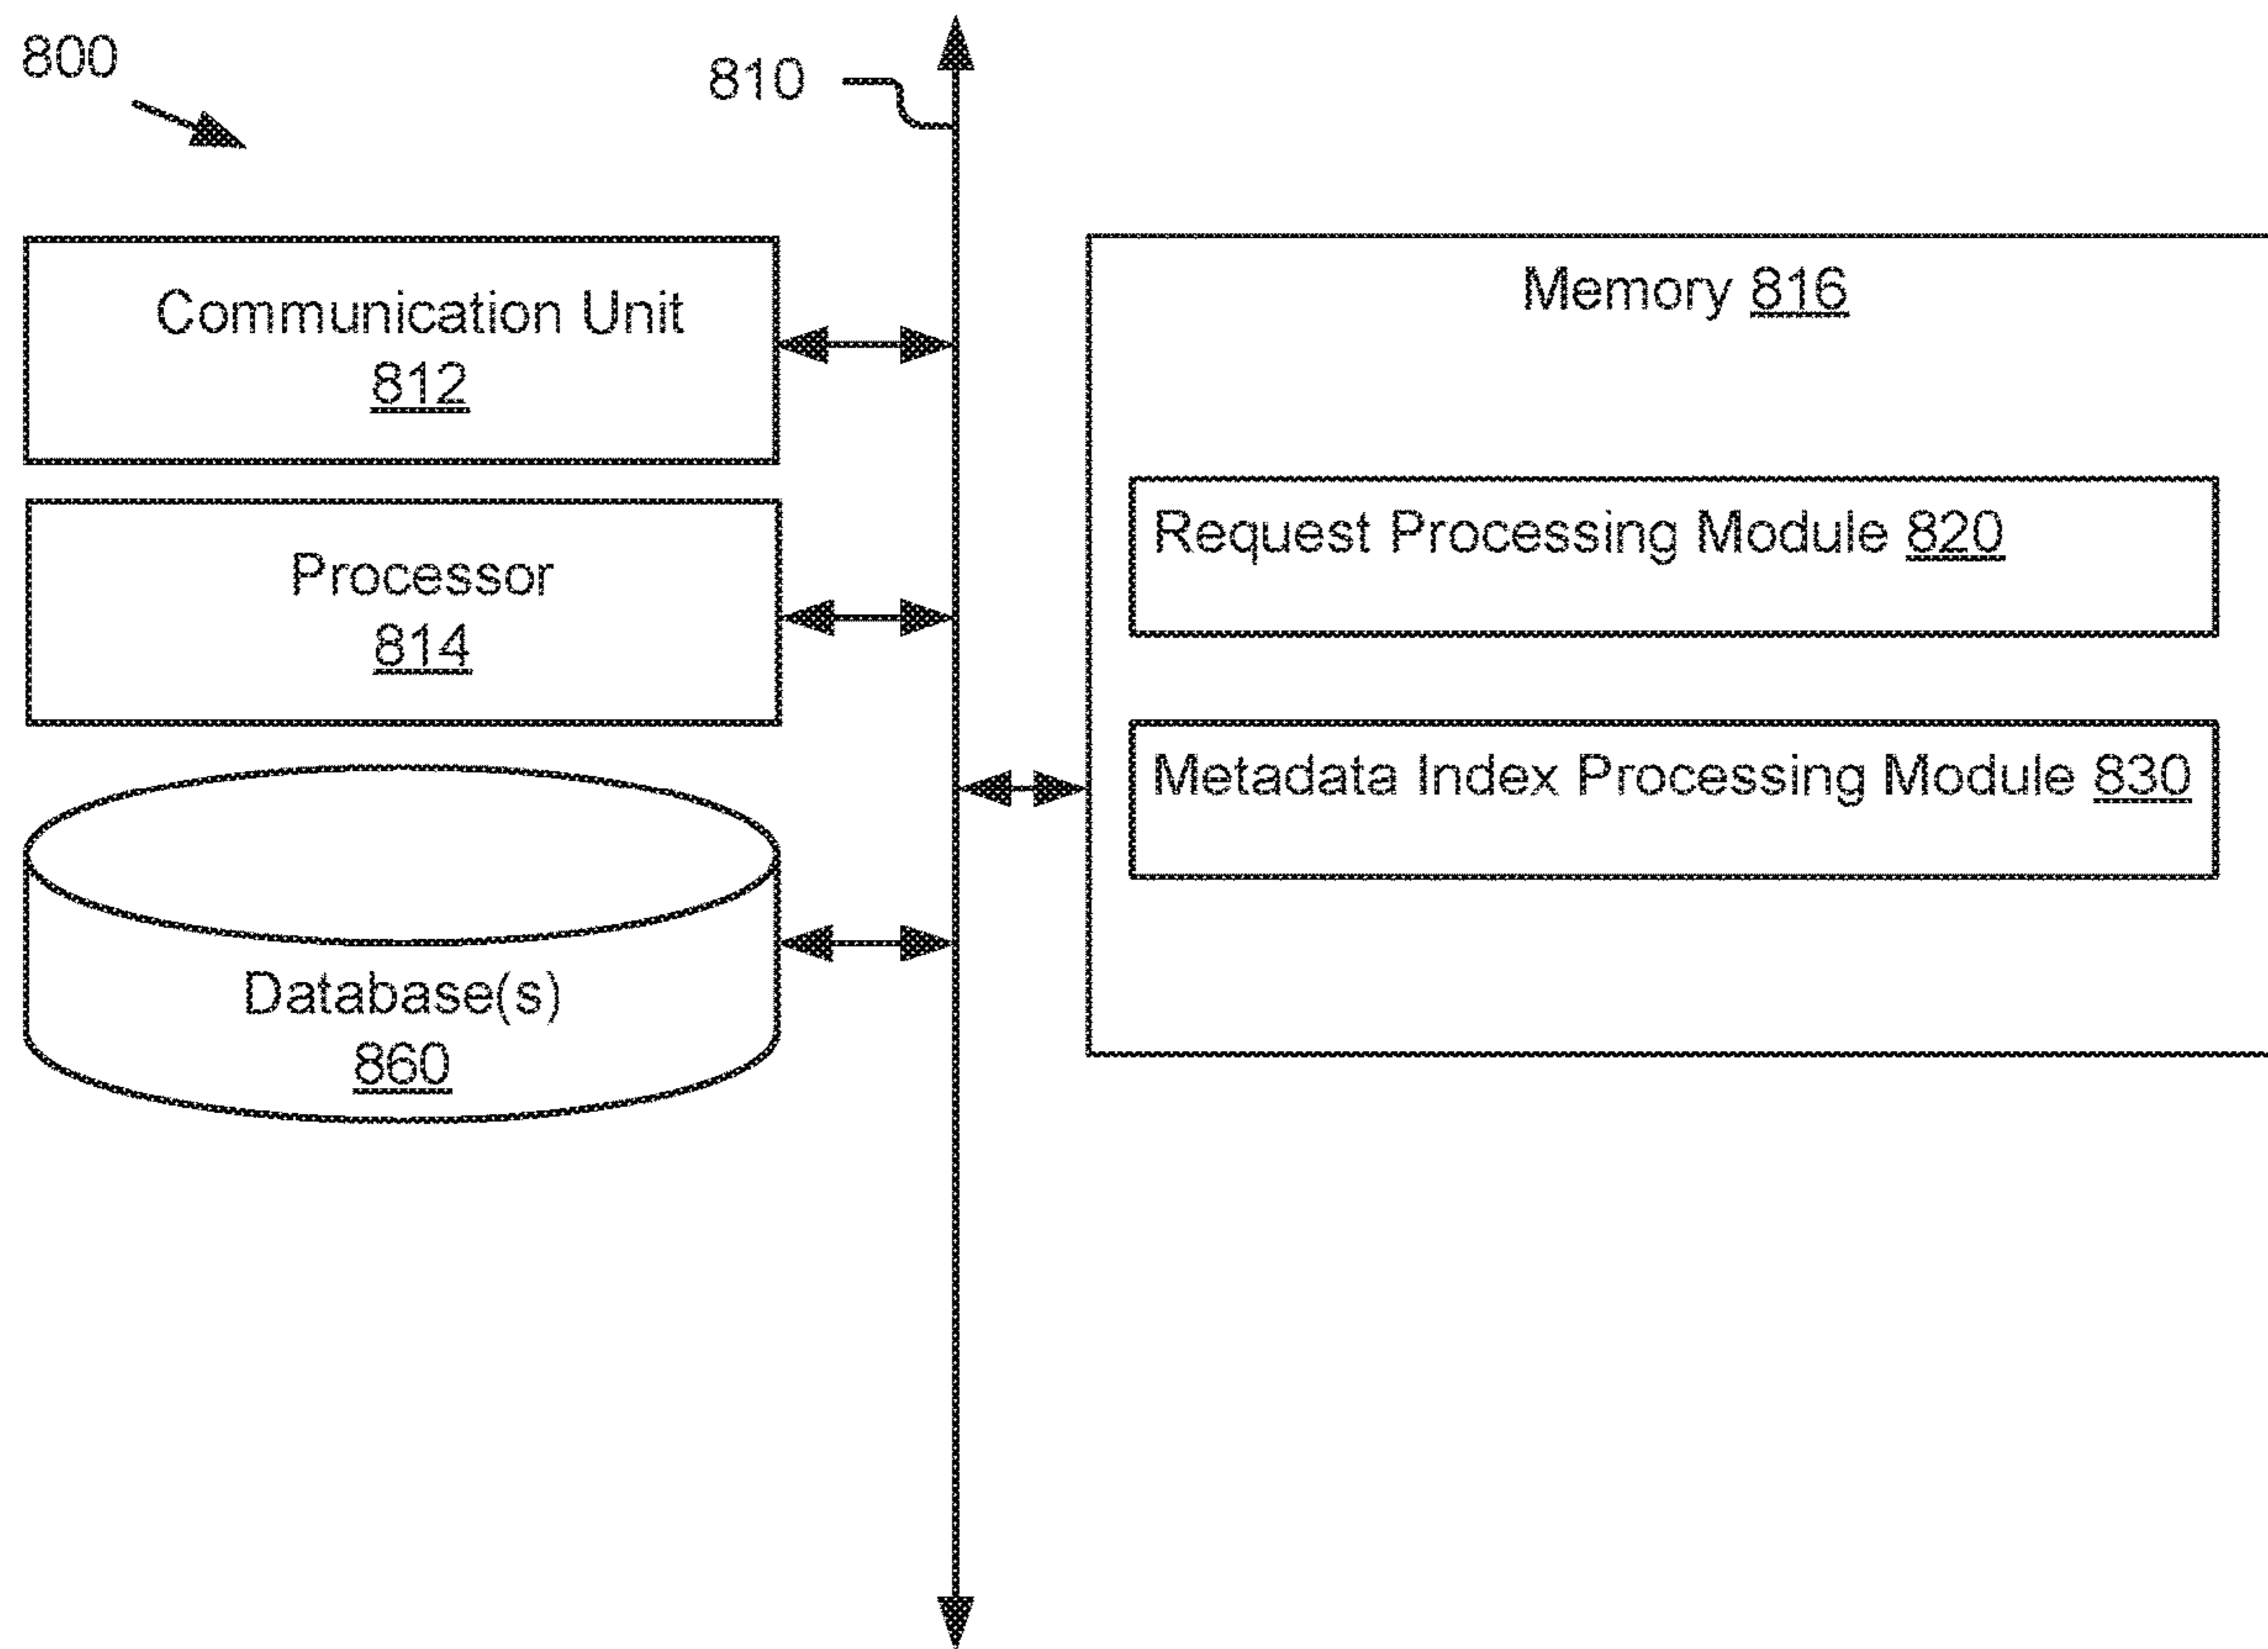 800
810
Communication Unit
812
Memory 816
Request Processing Module 820
Processor
814
Metadata Index Processing Module 830
Database(s)
860